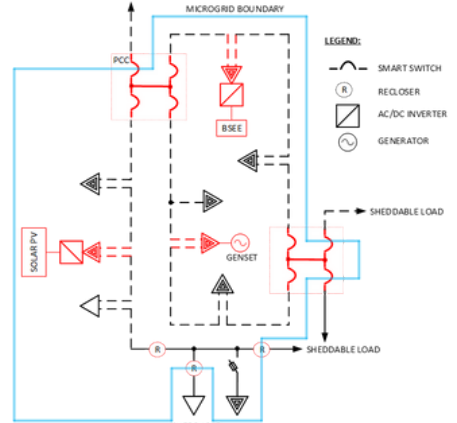 MICROGRID BOUNDARY
PCC
BSEE
SOLAR PV
GENSET
LEGEND:
SMART SWITCH
R
RECLOSER
AC/DC INVERTER
GENERATOR
SHEDDABLE LOAD
R
R
SHEDDABLE LOAD
R